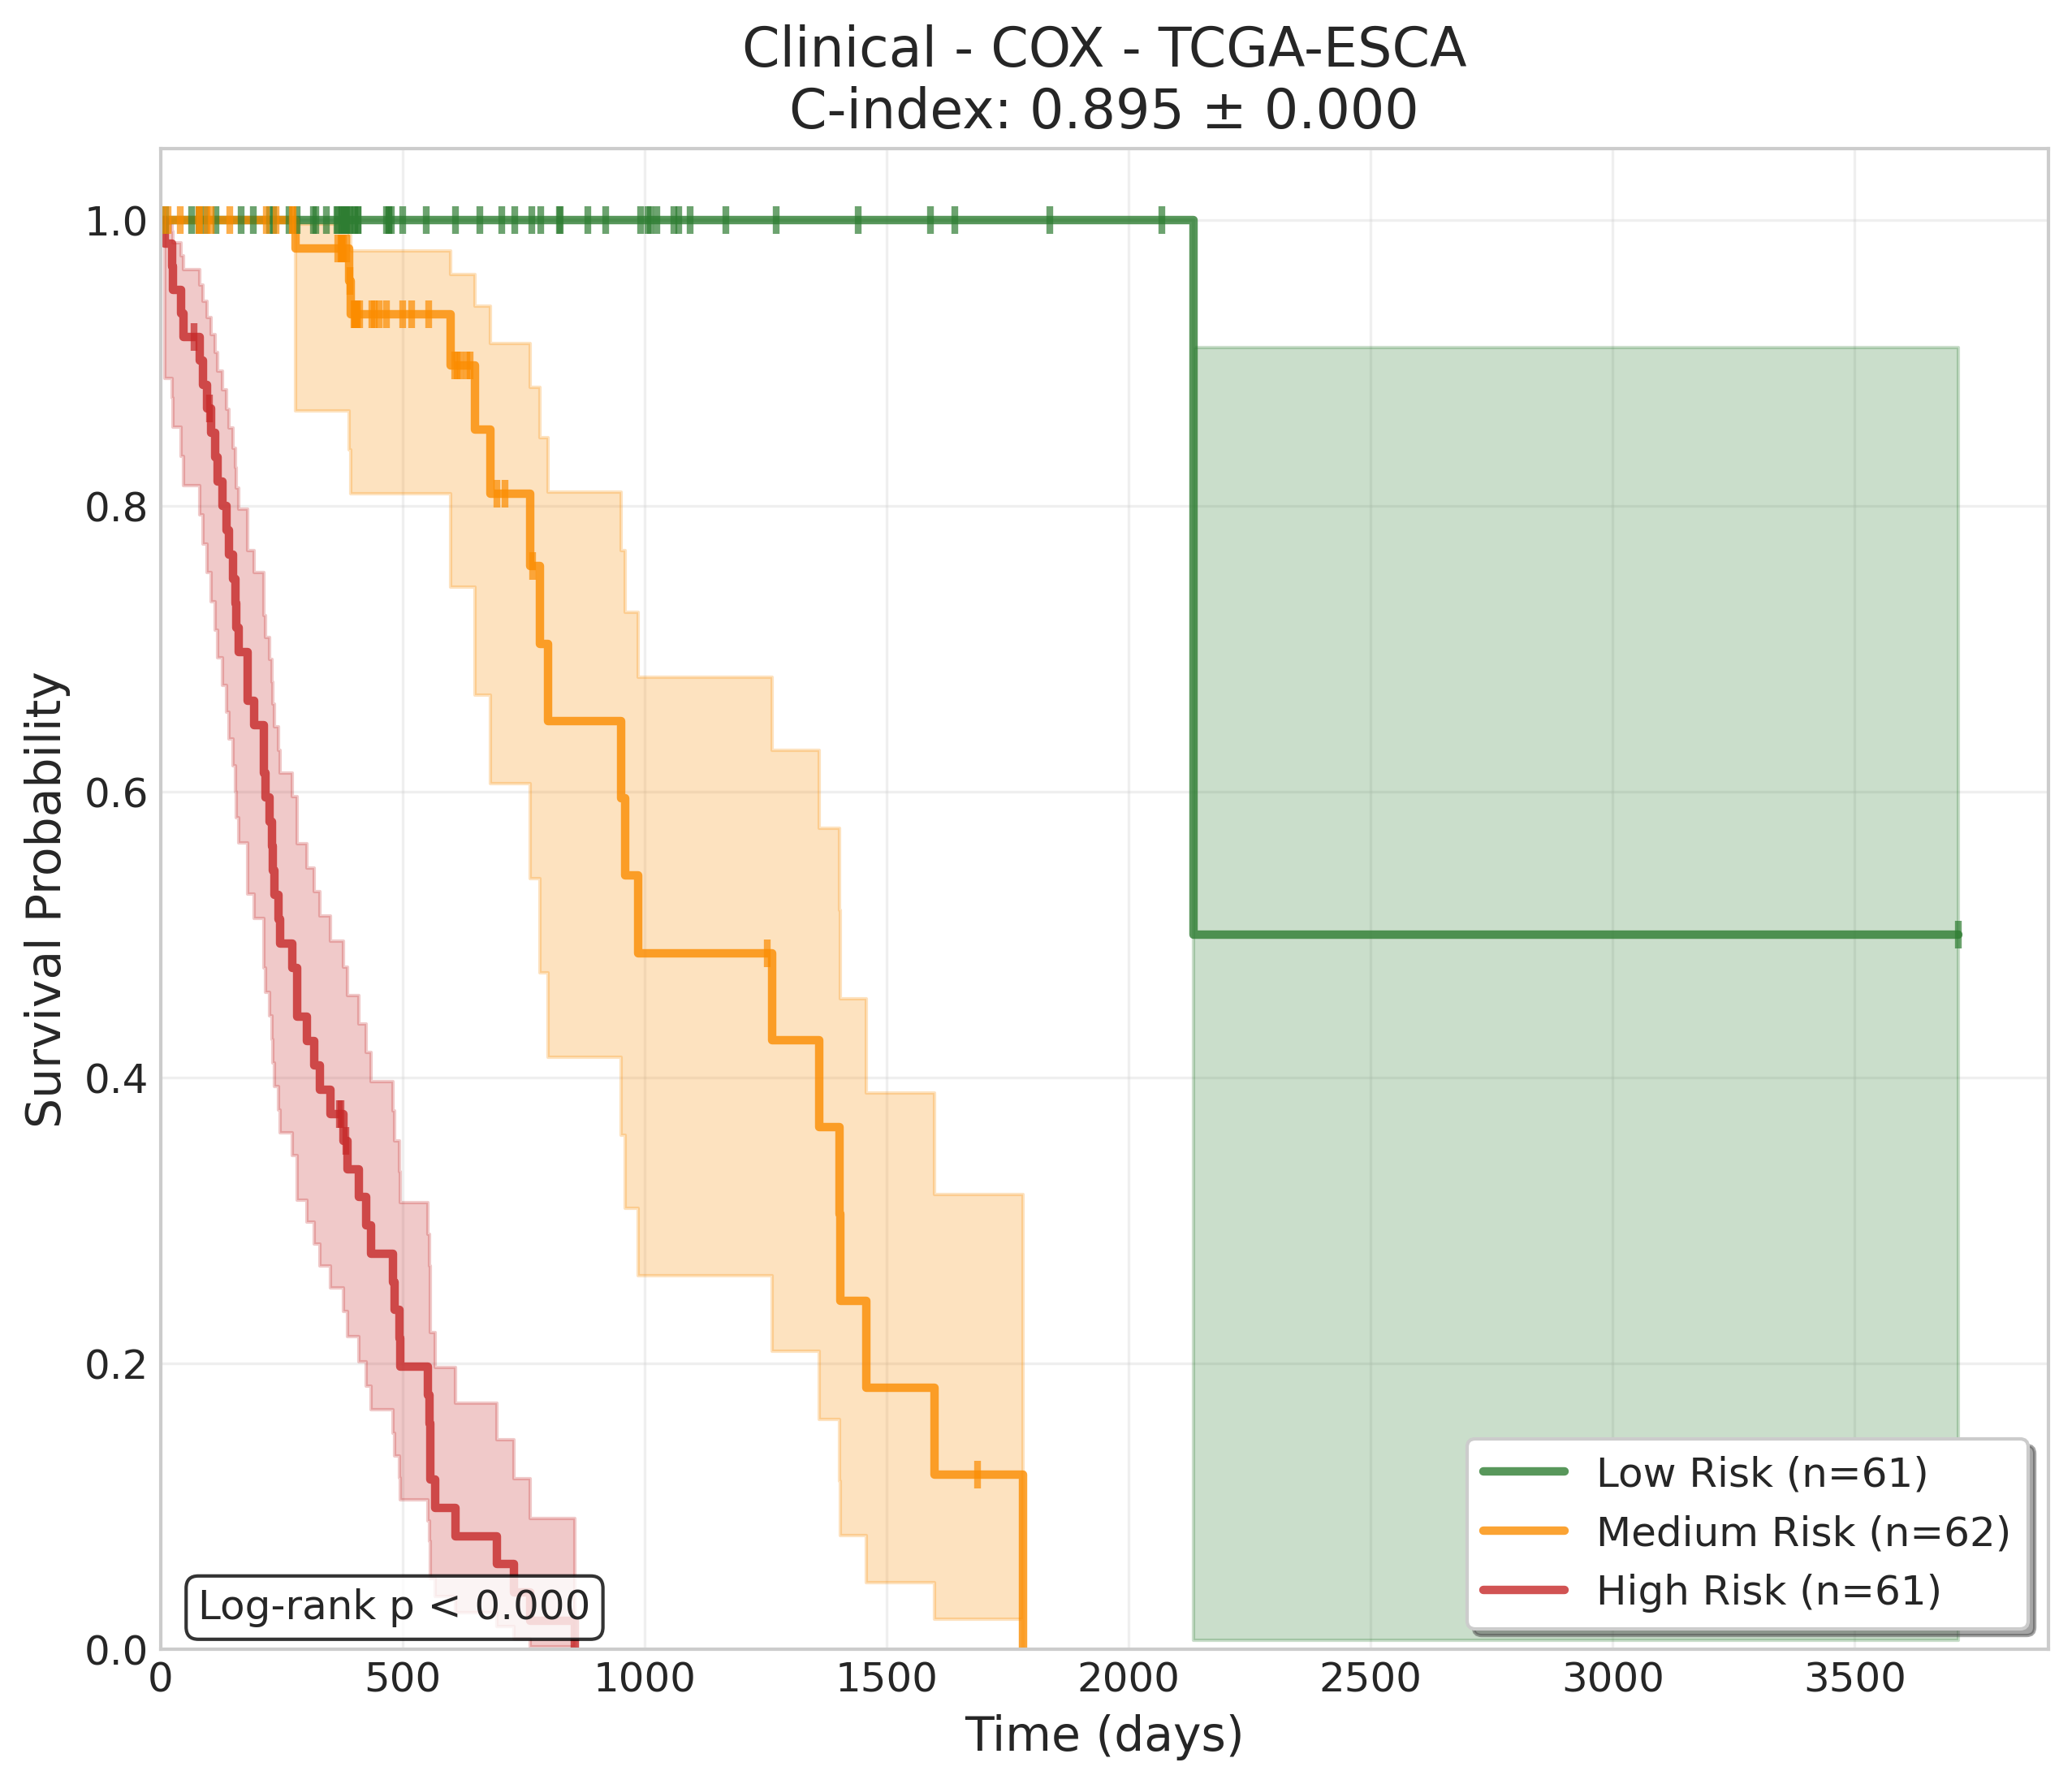 Clinical - COX - TCGA-ESCA
C-index: 0.895 ± 0.000
Survival Probability
1.0
0.8
0.6
0.4
0.2
0.0
Log-rank p < 0.000
Low Risk (n=61)
Medium Risk (n=62)
High Risk (n=61)
0 500 1000 1500 2000 2500 3000 3500
Time (days)